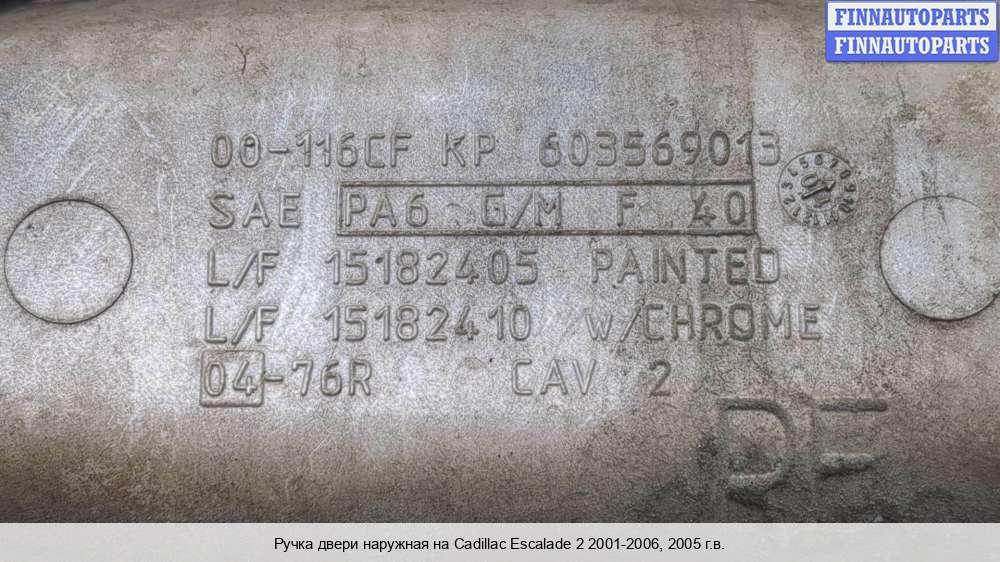 FINNAUTOPARTS
FINNAUTOPARTS
00-116CF KP 603569013
SAE PA6 G/M F 40
L/F 15182405 PAINTED
L/F 15182410 w/CHROME
04-76R CAV 2
Ручка двери наружная на Cadillac Escalade 2 2001-2006, 2005 г.в.